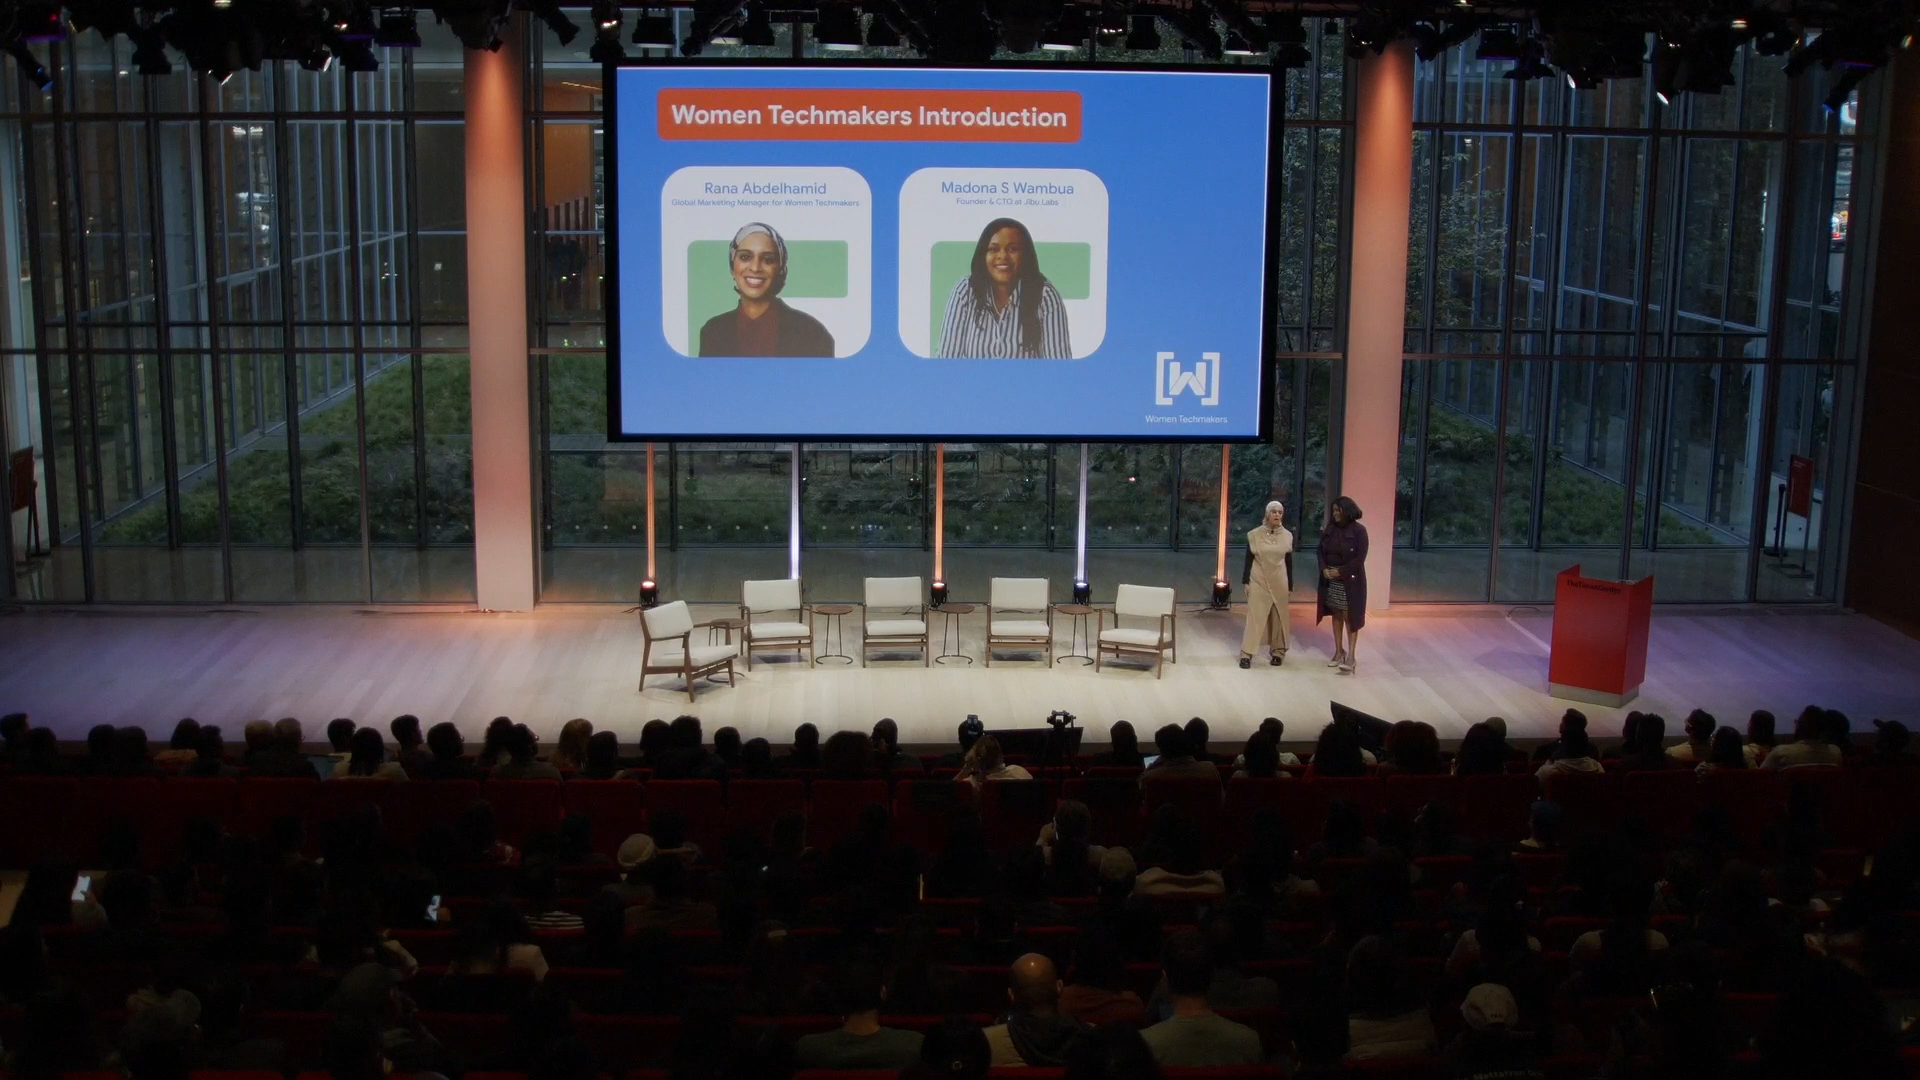 Women Techmakers Introduction
Rana Abdelhamid
Global Marketing Manager for Women Techmakers
Madona S Wambua
Founder & CTO at Jibu Labs
[W]
Women Techmakers
TheTimesCenter